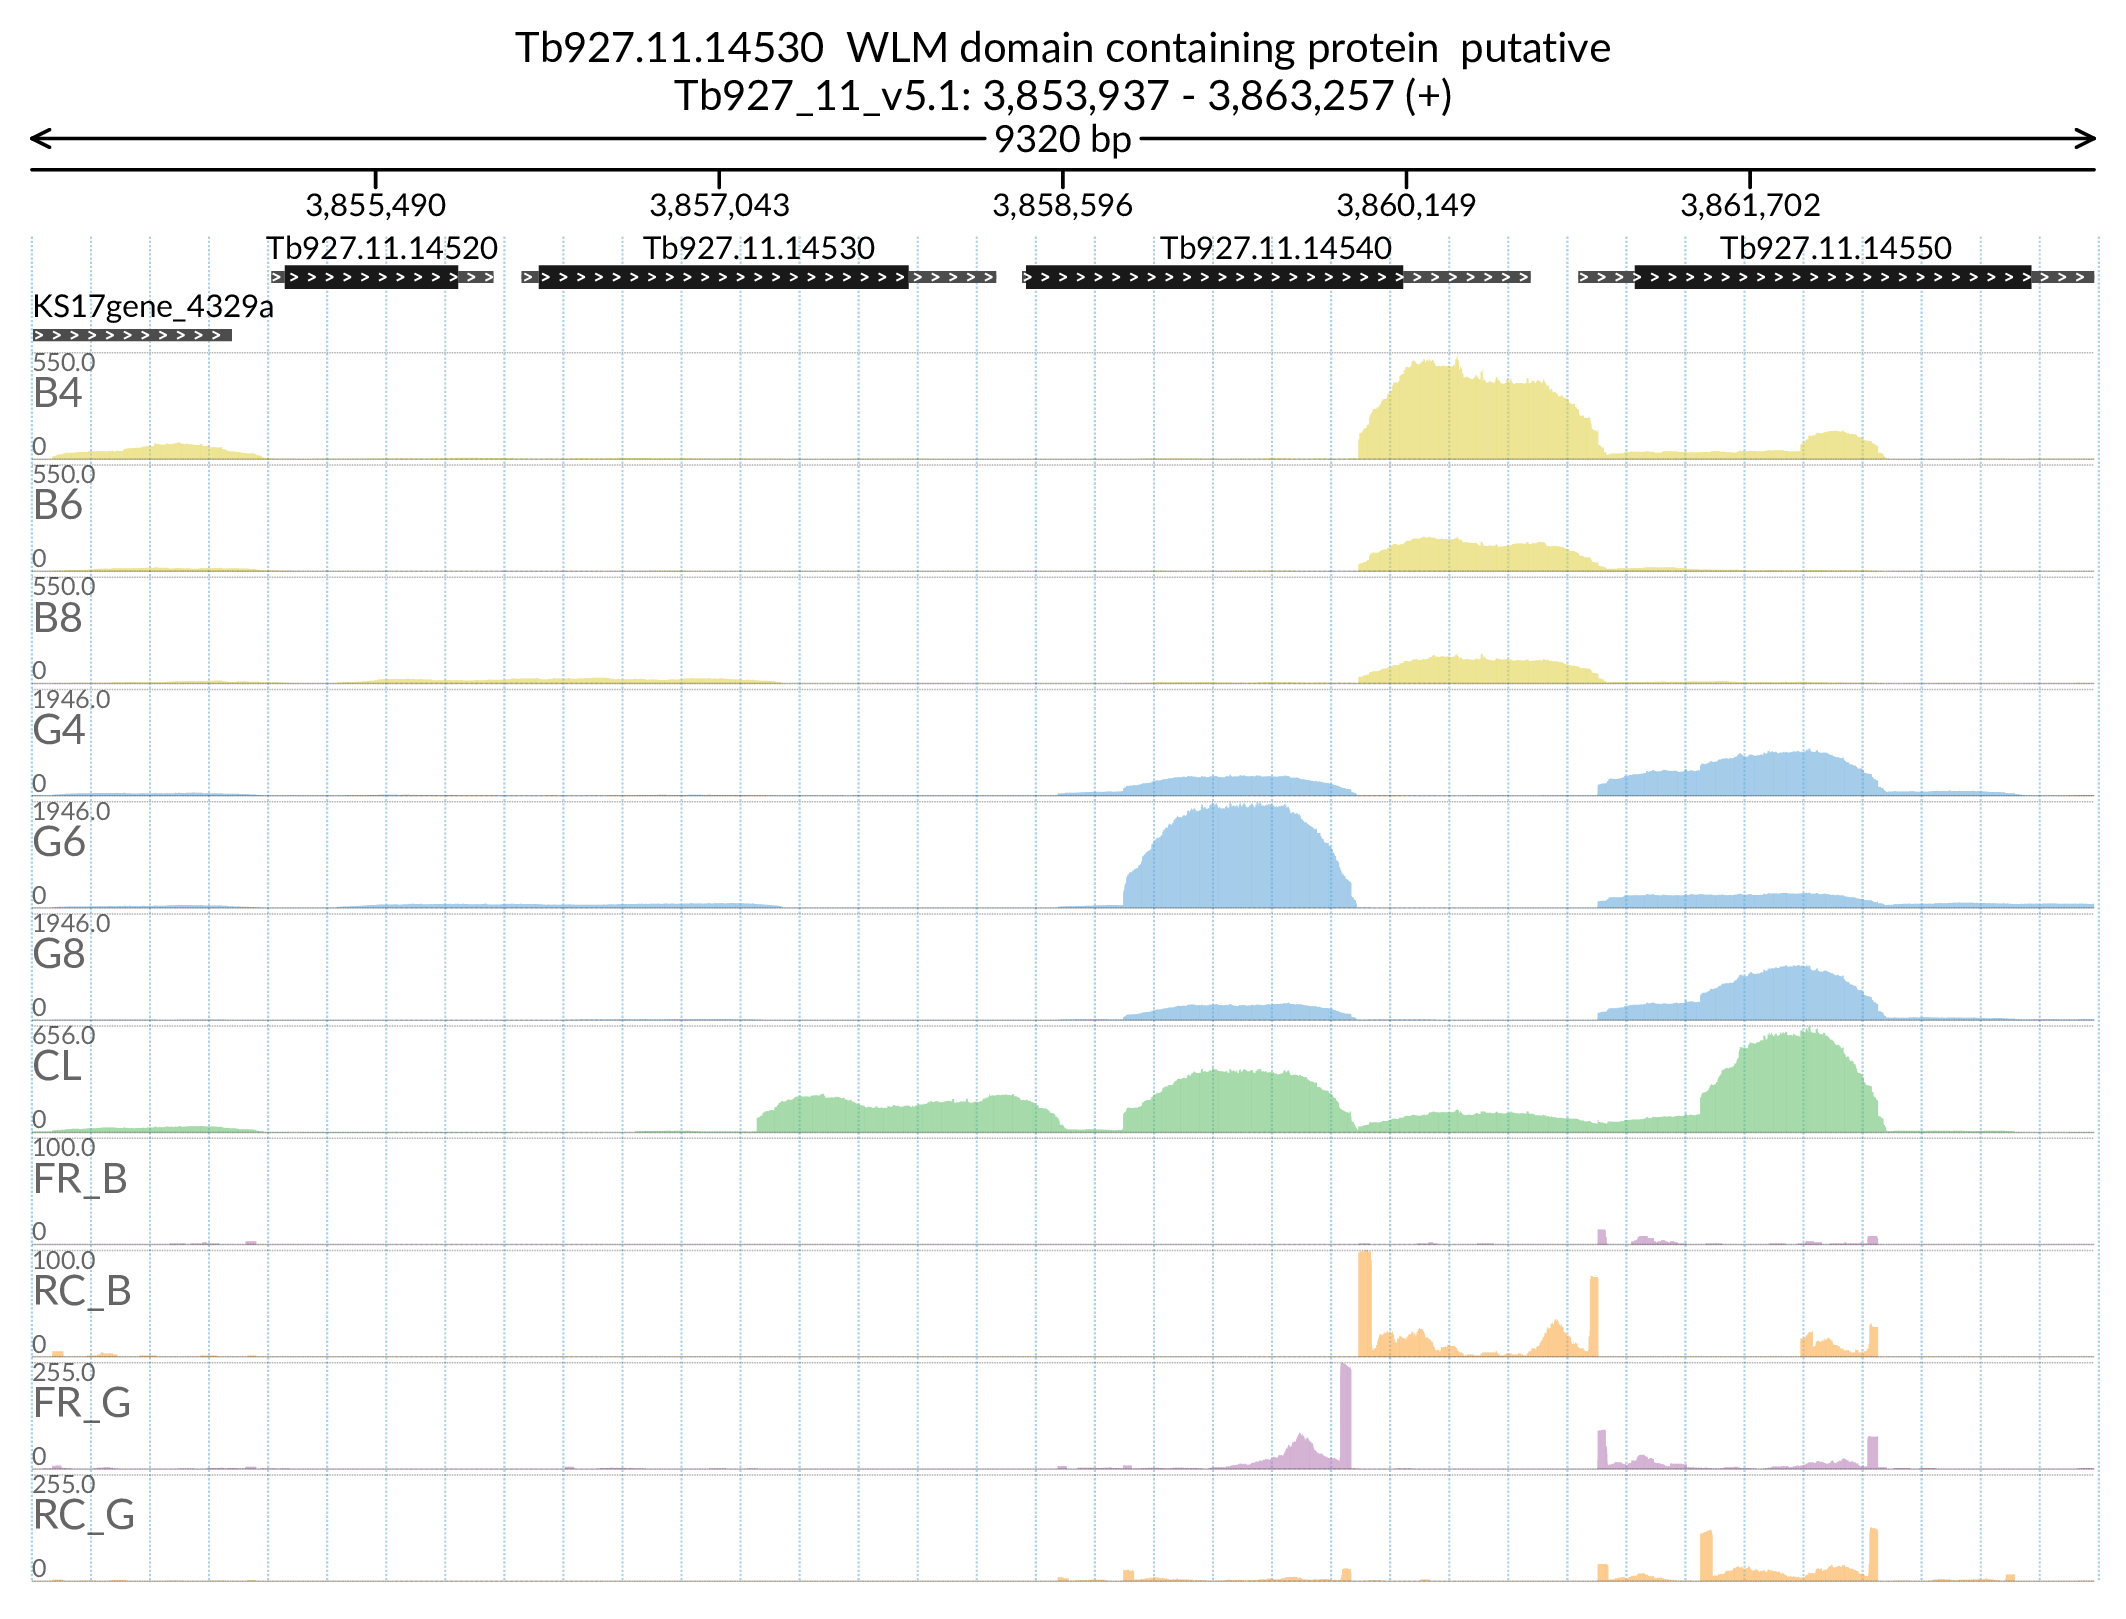 Tb927.11.14530  WLM domain containing protein  putative
Tb927_11_v5.1: 3,853,937 - 3,863,257 (+)
9320 bp
3,855,490 3,857,043 3,858,596 3,860,149 3,861,702
Tb927.11.14520 Tb927.11.14530 Tb927.11.14540 Tb927.11.14550
KS17gene_4329a
550.0
B4
0
550.0
B6
0
550.0
B8
0
1946.0
G4
0
1946.0
G6
0
1946.0
G8
0
656.0
CL
0
100.0
FR_B
0
100.0
RC_B
0
255.0
FR_G
0
255.0
RC_G
0